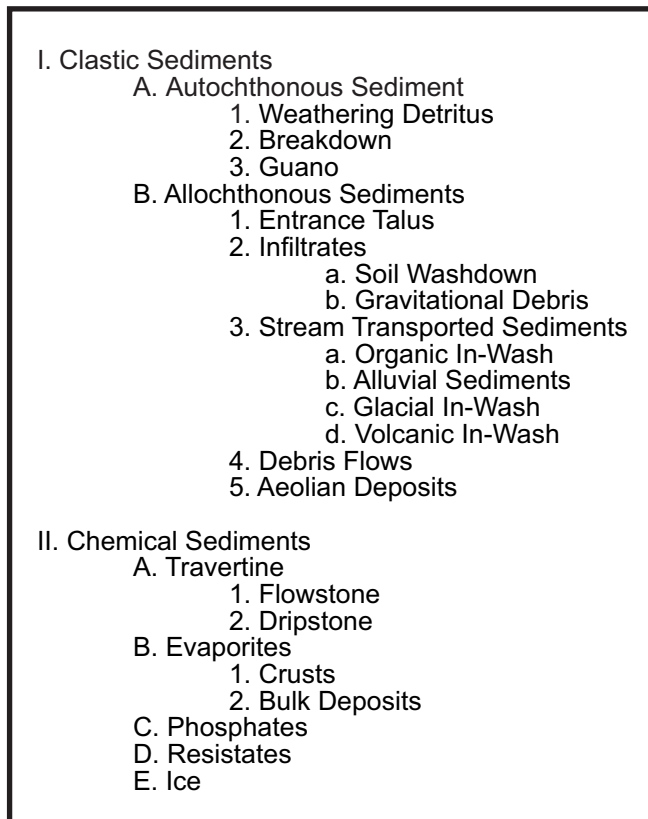 I. Clastic Sediments
A. Autochthonous Sediment
1. Weathering Detritus
2. Breakdown
3. Guano
B. Allochthonous Sediments
1. Entrance Talus
2. Infiltrates
a. Soil Washdown
b. Gravitational Debris
3. Stream Transported Sediments
a. Organic In-Wash
b. Alluvial Sediments
c. Glacial In-Wash
d. Volcanic In-Wash
4. Debris Flows
5. Aeolian Deposits
II. Chemical Sediments
A. Travertine
1. Flowstone
2. Dripstone
B. Evaporites
1. Crusts
2. Bulk Deposits
C. Phosphates
D. Resistates
E. Ice